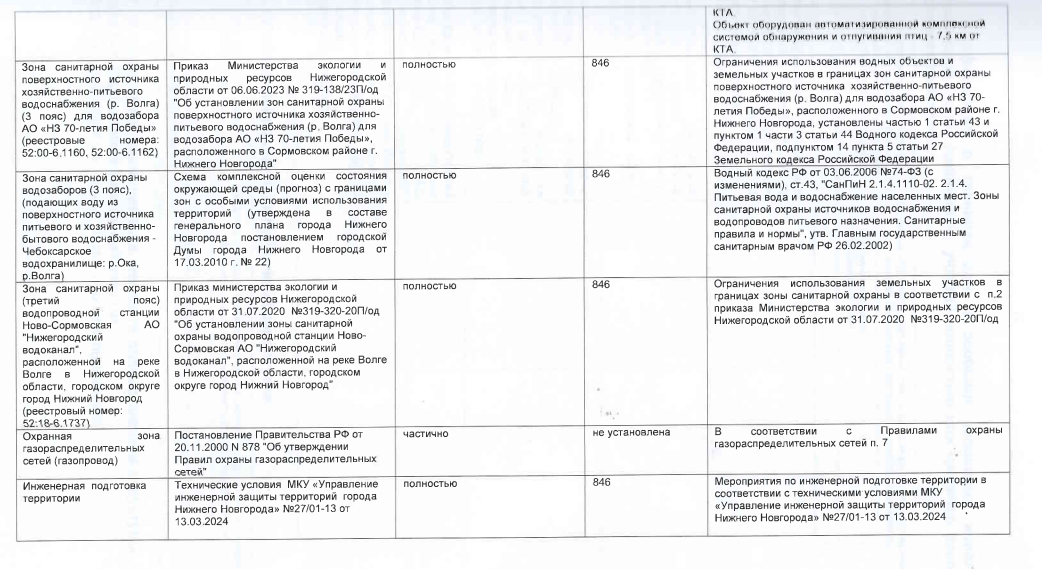 КТА.
Объект оборудован автоматизированной комплексной
системой обнаружения и отпугивания птиц - 7,5 км от
КТА.
Зона санитарной охраны
поверхностного источника
хозяйственно-питьевого
водоснабжения (р. Волга)
(3 пояс) для водозабора
АО «НЗ 70-летия Победы»
(реестровые номера:
52:00-6.1160, 52:00-6.1162)
Приказ Министерства экологии и
природных ресурсов Нижегородской
области от 06.06.2023 № 319-138/23П/од
"Об установлении зон санитарной охраны
поверхностного источника хозяйственно-
питьевого водоснабжения (р. Волга) для
водозабора АО «НЗ 70-летия Победы»,
расположенного в Сормовском районе г.
Нижнего Новгорода"
полностью
846
Ограничения использования водных объектов и
земельных участков в границах зон санитарной охраны
поверхностного источника хозяйственно-питьевого
водоснабжения (р. Волга) для водозабора АО «НЗ 70-
летия Победы», расположенного в Сормовском районе г.
Нижнего Новгорода, установлены частью 1 статьи 43 и
пунктом 1 части 3 статьи 44 Водного кодекса Российской
Федерации, подпунктом 14 пункта 5 статьи 27
Земельного кодекса Российской Федерации
Зона санитарной охраны
водозаборов (3 пояс),
(подающих воду из
поверхностного источника
питьевого и хозяйственно-
бытового водоснабжения -
Чебоксарское
водохранилище: р.Ока,
р.Волга)
Схема комплексной оценки состояния
окружающей среды (прогноз) с границами
зон с особыми условиями использования
территорий (утверждена в составе
генерального плана города Нижнего
Новгорода постановлением городской
Думы города Нижнего Новгорода от
17.03.2010 г. № 22)
полностью
846
Водный кодекс РФ от 03.06.2006 №74-ФЗ (с
изменениями), ст.43, "СанПиН 2.1.4.1110-02. 2.1.4.
Питьевая вода и водоснабжение населенных мест. Зоны
санитарной охраны источников водоснабжения и
водопроводов питьевого назначения. Санитарные
правила и нормы", утв. Главным государственным
санитарным врачом РФ 26.02.2002)
Зона санитарной охраны
(третий пояс)
водопроводной станции
Ново-Сормовская АО
"Нижегородский
водоканал",
расположенной на реке
Волге в Нижегородской
области, городском округе
город Нижний Новгород
(реестровый номер:
52:18-6.1737)
Приказ министерства экологии и
природных ресурсов Нижегородской
области от 31.07.2020 №319-320-20П/од
"Об установлении зоны санитарной
охраны водопроводной станции Ново-
Сормовская АО "Нижегородский
водоканал", расположенной на реке Волге
в Нижегородской области, городском
округе город Нижний Новгород"
полностью
846
Ограничения использования земельных участков в
границах зоны санитарной охраны в соответствии с п.2
приказа Министерства экологии и природных ресурсов
Нижегородской области от 31.07.2020 №319-320-20П/од
Охранная зона
газораспределительных
сетей (газопровод)
Постановление Правительства РФ от
20.11.2000 N 878 "Об утверждении
Правил охраны газораспределительных
сетей"
частично
не установлена
В соответствии с Правилами охраны
газораспределительных сетей п. 7
Инженерная подготовка
территории
Технические условия МКУ «Управление
инженерной защиты территорий города
Нижнего Новгорода» №27/01-13 от
13.03.2024
полностью
846
Мероприятия по инженерной подготовке территории в
соответствии с техническими условиями МКУ
«Управление инженерной защиты территорий города
Нижнего Новгорода» №27/01-13 от 13.03.2024